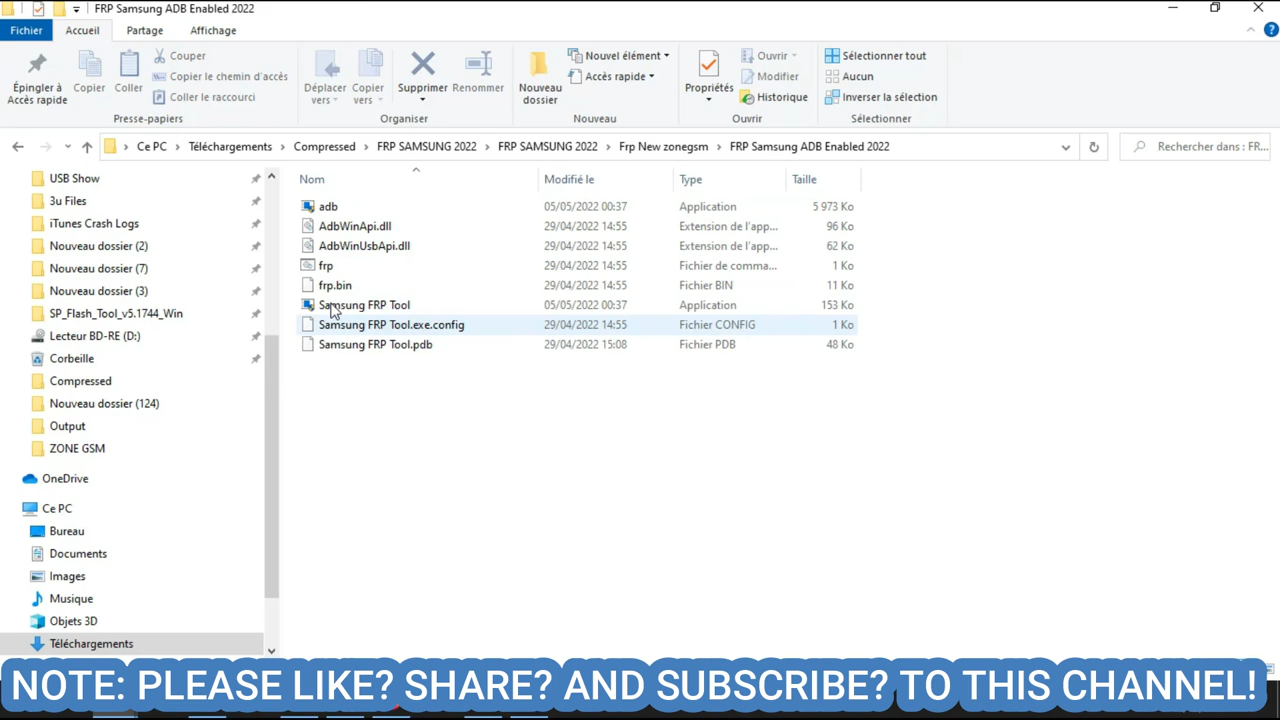 FRP Samsung ADB Enabled 2022
Fichier Accueil Partage Affichage
Épingler à Accès rapide
Copier
Coller
Couper
Copier le chemin d'accès
Coller le raccourci
Presse-papiers
Déplacer vers
Copier vers
Supprimer
Renommer
Organiser
Nouveau dossier
Nouvel élément
Accès rapide
Nouveau
Propriétés
Ouvrir
Modifier
Historique
Ouvrir
Sélectionner tout
Aucun
Inverser la sélection
Sélectionner
Ce PC Téléchargements Compressed FRP SAMSUNG 2022 FRP SAMSUNG 2022 Frp New zonegsm FRP Samsung ADB Enabled 2022
Rechercher dans : FR...
USB Show
3u Files
iTunes Crash Logs
Nouveau dossier (2)
Nouveau dossier (7)
Nouveau dossier (3)
SP_Flash_Tool_v5.1744_Win
Lecteur BD-RE (D:)
Corbeille
Compressed
Nouveau dossier (124)
Output
ZONE GSM
OneDrive
Ce PC
Bureau
Documents
Images
Musique
Objets 3D
Téléchargements
Nom Modifié le Type Taille
adb 05/05/2022 00:37 Application 5 973 Ko
AdbWinApi.dll 29/04/2022 14:55 Extension de l'app... 96 Ko
AdbWinUsbApi.dll 29/04/2022 14:55 Extension de l'app... 62 Ko
frp 29/04/2022 14:55 Fichier de comma... 1 Ko
frp.bin 29/04/2022 14:55 Fichier BIN 11 Ko
Samsung FRP Tool 05/05/2022 00:37 Application 153 Ko
Samsung FRP Tool.exe.config 29/04/2022 14:55 Fichier CONFIG 1 Ko
Samsung FRP Tool.pdb 29/04/2022 15:08 Fichier PDB 48 Ko
NOTE: PLEASE LIKE? SHARE? AND SUBSCRIBE? TO THIS CHANNEL!